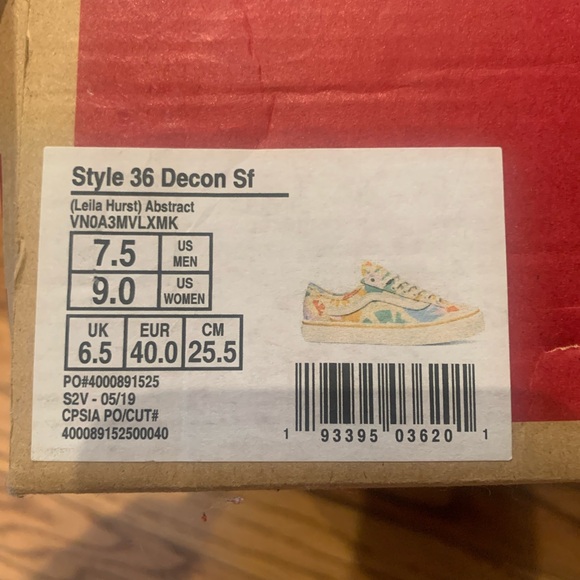 Style 36 Decon Sf
(Leila Hurst) Abstract
VN0A3MVLXMK
7.5 US MEN
9.0 US WOMEN
UK EUR CM
6.5 40.0 25.5
PO#4000891525
S2V - 05/19
CPSIA PO/CUT#
400089152500040
1 93395 03620 1